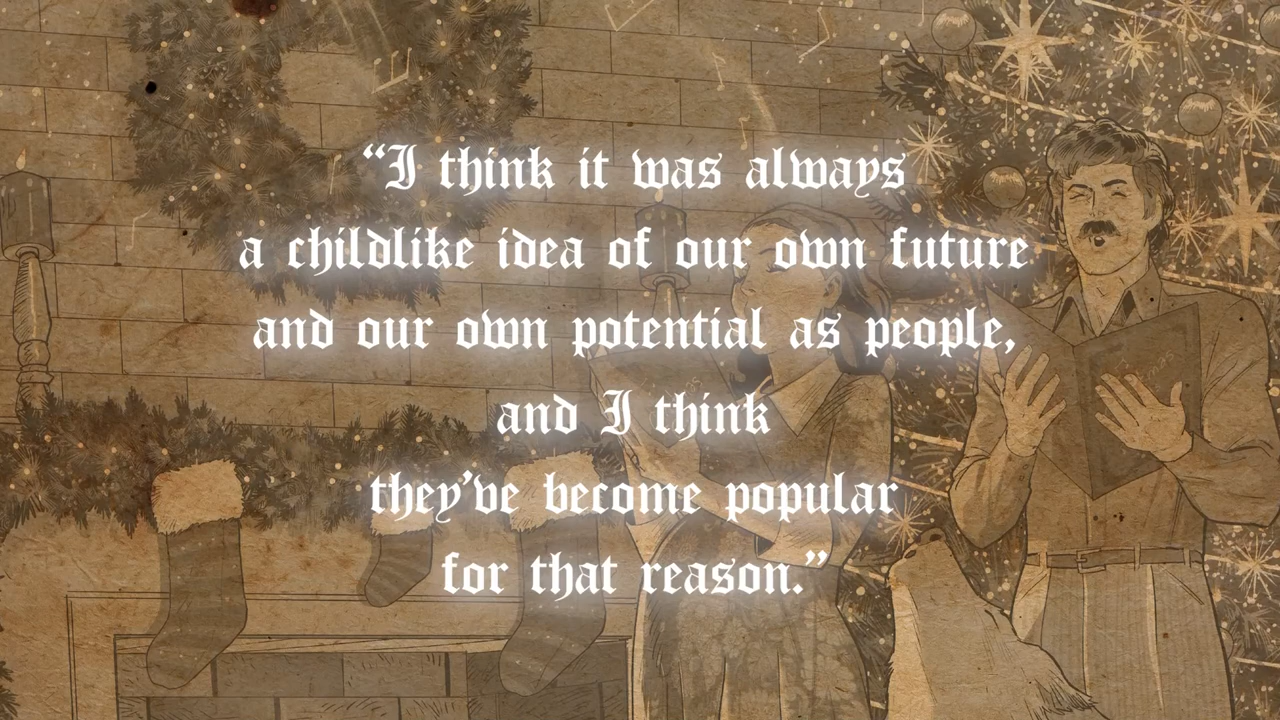 “I think it was always
a childlike idea of our own future
and our own potential as people,
and I think
they’ve become popular
for that reason.”